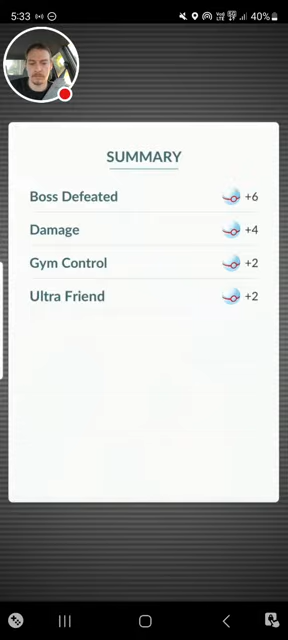 5:33
40%
SUMMARY
Boss Defeated +6
Damage +4
Gym Control +2
Ultra Friend +2